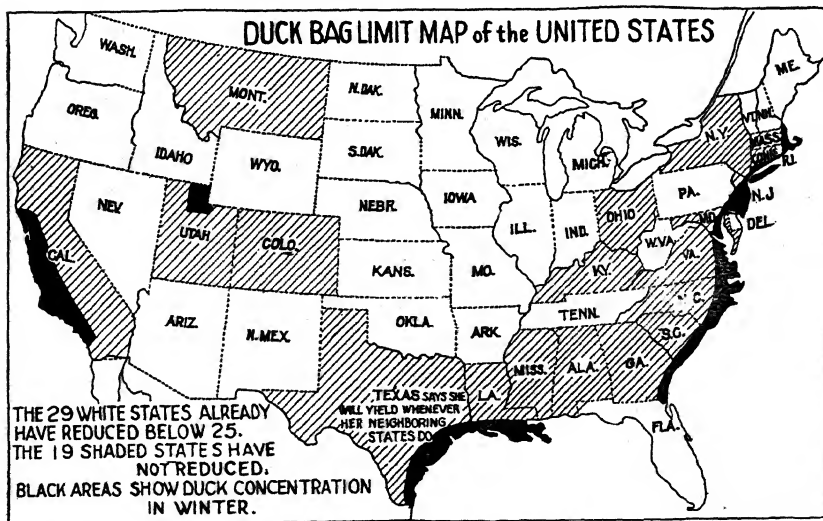 DUCK BAG LIMIT MAP of the UNITED STATES
WASH.
OREG.
CAL.
IDAHO
NEV.
MONT.
WYO.
UTAH
COLO.
ARIZ.
N.MEX.
N.DAK.
S.DAK.
NEBR.
KANS.
OKLA.
TEXAS SAYS SHE
WILL YIELD WHENEVER
HER NEIGHBORING
STATES DO.
MINN.
IOWA
MO.
ARK.
LA.
WIS.
ILL.
MICH.
IND.
OHIO
KY.
TENN.
MISS.
ALA.
GA.
FLA.
S.C.
N.C.
VA.
W.VA.
MD.
DEL.
PA.
N.J.
N.Y.
CONN.
R.I.
MASS.
VT.
N.H.
ME.
THE 29 WHITE STATES ALREADY
HAVE REDUCED BELOW 25.
THE 19 SHADED STATES HAVE
NOT REDUCED.
BLACK AREAS SHOW DUCK CONCENTRATION
IN WINTER.